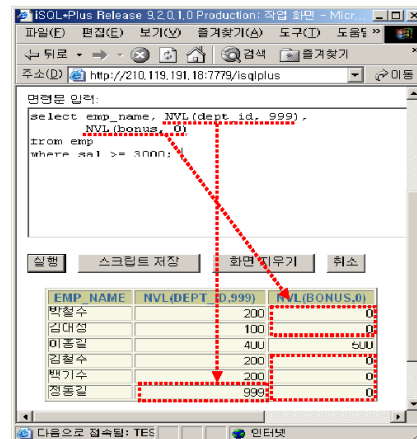 iSQL*Plus Release 9.2.0.1.0 Production: 작업 화면 - Micr...
파일(F) 편집(E) 보기(V) 즐겨찾기(A) 도구(T) 도움말 »
뒤로 검색 즐겨찾기
주소(D) http://210.119.191.18:7779/isqlplus 이동
명령문 입력:
select emp_name, NVL(dept_id, 999),
NVL(bonus, 0)
from emp
where sal >= 3000;
실행 스크립트 저장 화면 지우기 취소
EMP_NAME NVL(DEPT_ID,999) NVL(BONUS,0)
박철수 200 0
김대성 100 0
이종길 400 500
김철수 200 0
백기수 200 0
정동길 999 0
다음으로 접속됨: TES 인터넷